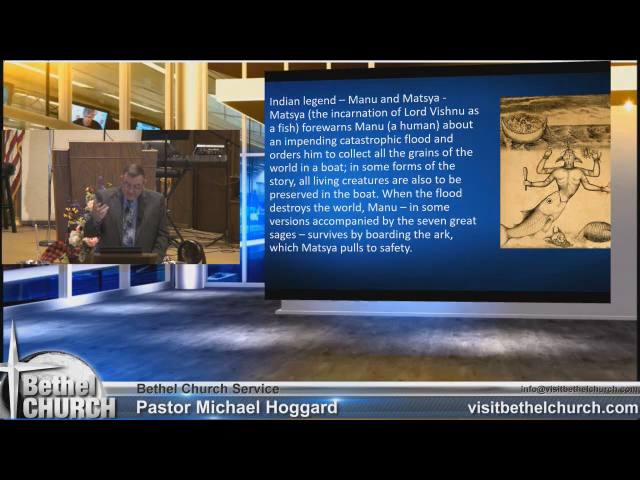 Indian legend – Manu and Matsya -
Matsya (the incarnation of Lord Vishnu as
a fish) forewarns Manu (a human) about
an impending catastrophic flood and
orders him to collect all the grains of the
world in a boat; in some forms of the
story, all living creatures are also to be
preserved in the boat. When the flood
destroys the world, Manu – in some
versions accompanied by the seven great
sages – survives by boarding the ark,
which Matsya pulls to safety.
Bethel
CHURCH
Bethel Church Service
info@visitbethelchurch.com
Pastor Michael Hoggard
visitbethelchurch.com